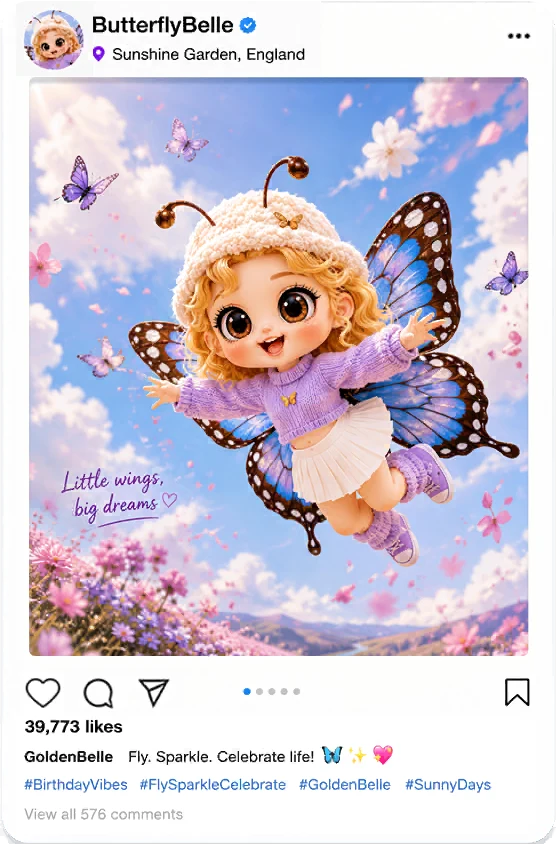 ButterflyBelle
Sunshine Garden, England
Little wings,
big dreams
39,773 likes
GoldenBelle Fly. Sparkle. Celebrate life! 🦋 ✨ 💖
#BirthdayVibes #FlySparkleCelebrate #GoldenBelle #SunnyDays
View all 576 comments